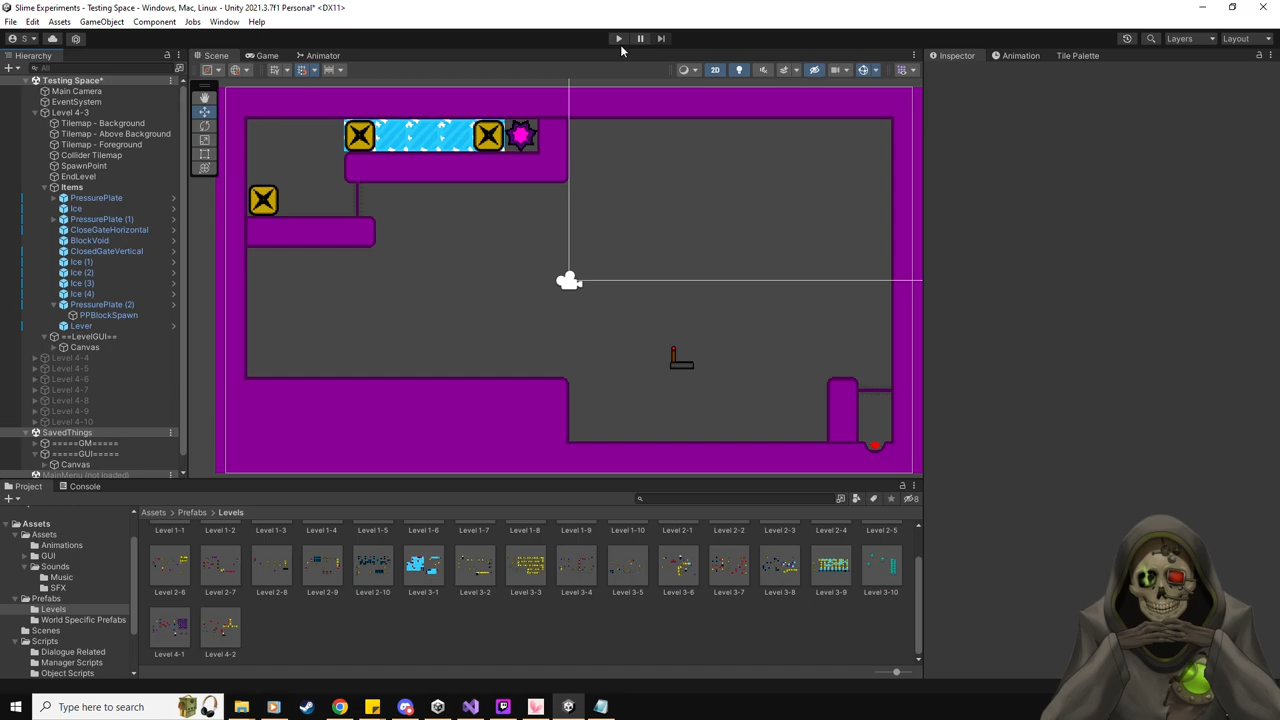 Slime Experiments - Testing Space - Windows, Mac, Linux - Unity 2021.3.7f1 Personal* <DX11>
File Edit Assets GameObject Component Jobs Window Help
S Layers Layout
Hierarchy Scene Game Animator Inspector Animation Tile Palette
All 2D
Testing Space*
Main Camera
EventSystem
Level 4-3
Tilemap - Background
Tilemap - Above Background
Tilemap - Foreground
Collider Tilemap
SpawnPoint
EndLevel
Items
PressurePlate
Ice
PressurePlate (1)
CloseGateHorizontal
BlockVoid
ClosedGateVertical
Ice (1)
Ice (2)
Ice (3)
Ice (4)
PressurePlate (2)
PPBlockSpawn
Lever
==LevelGUI==
Canvas
Level 4-4
Level 4-5
Level 4-6
Level 4-7
Level 4-8
Level 4-9
Level 4-10
SavedThings
=====GM=====
=====GUI=====
Canvas
MainMenu (not loaded)
Project Console
8
Assets > Prefabs > Levels
Assets
Assets
Animations
GUI
Sounds
Music
SFX
Prefabs
Levels
World Specific Prefabs
Scenes
Scripts
Dialogue Related
Manager Scripts
Object Scripts
Level 1-1 Level 1-2 Level 1-3 Level 1-4 Level 1-5 Level 1-6 Level 1-7 Level 1-8 Level 1-9 Level 1-10 Level 2-1 Level 2-2 Level 2-3 Level 2-4 Level 2-5
Level 2-6 Level 2-7 Level 2-8 Level 2-9 Level 2-10 Level 3-1 Level 3-2 Level 3-3 Level 3-4 Level 3-5 Level 3-6 Level 3-7 Level 3-8 Level 3-9 Level 3-10
Level 4-1 Level 4-2
Type here to search